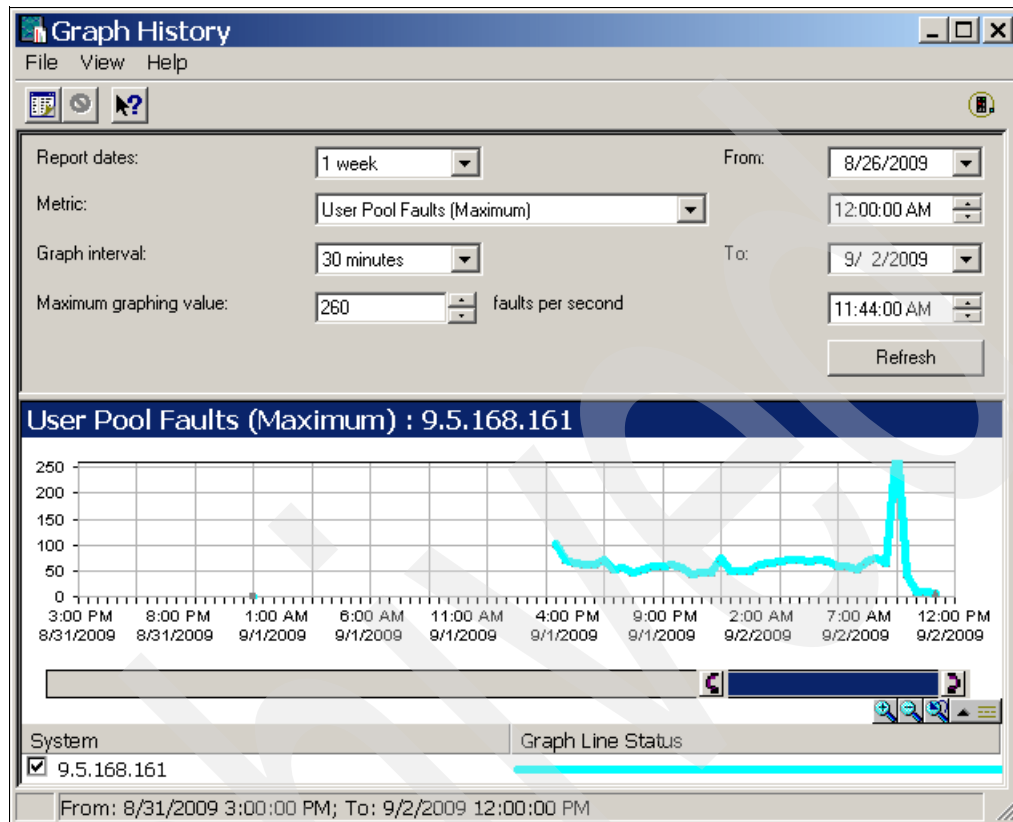 Graph History
File View Help
Report dates: 1 week From: 8/26/2009
Metric: User Pool Faults (Maximum) 12:00:00 AM
Graph interval: 30 minutes To: 9/ 2/2009
Maximum graphing value: 260 faults per second 11:44:00 AM
Refresh
User Pool Faults (Maximum) : 9.5.168.161
250
200
150
100
50
0
3:00 PM 8:00 PM 1:00 AM 6:00 AM 11:00 AM 4:00 PM 9:00 PM 2:00 AM 7:00 AM 12:00 PM
8/31/2009 8/31/2009 9/1/2009 9/1/2009 9/1/2009 9/1/2009 9/1/2009 9/2/2009 9/2/2009 9/2/2009
System Graph Line Status
9.5.168.161
From: 8/31/2009 3:00:00 PM; To: 9/2/2009 12:00:00 PM